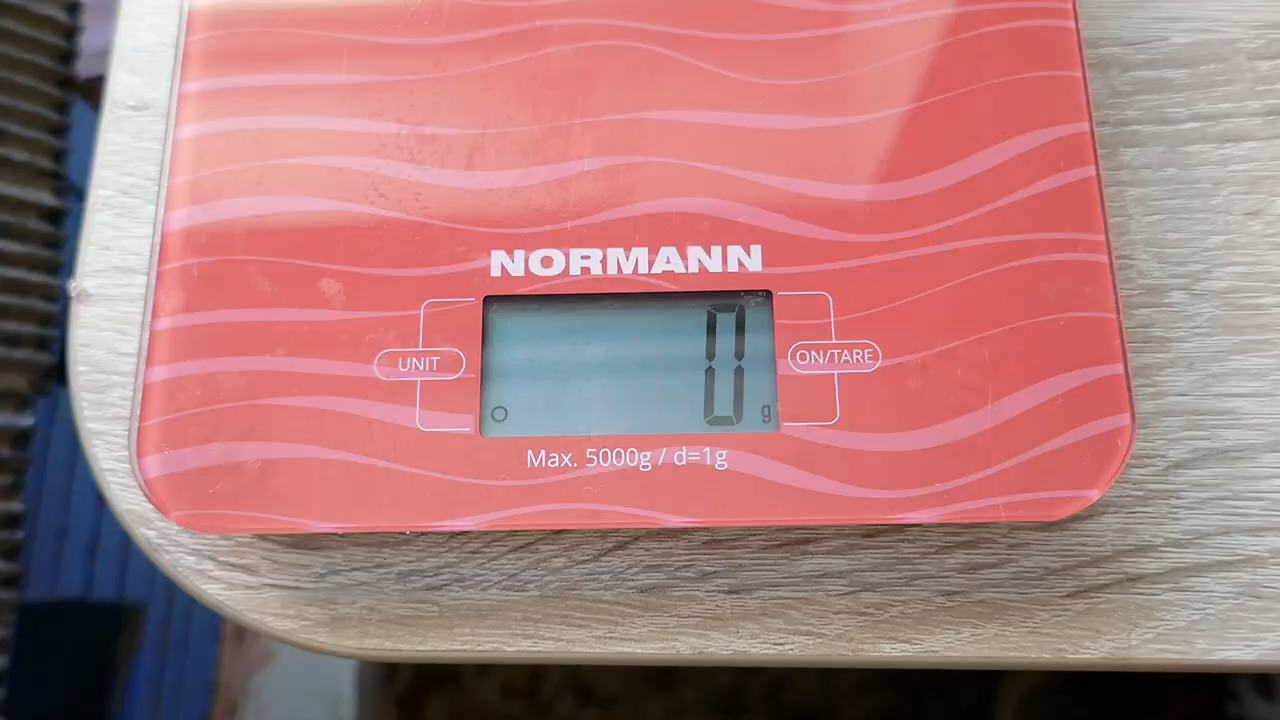 NORMANN
UNIT
0 g
ON/TARE
Max. 5000g / d=1g